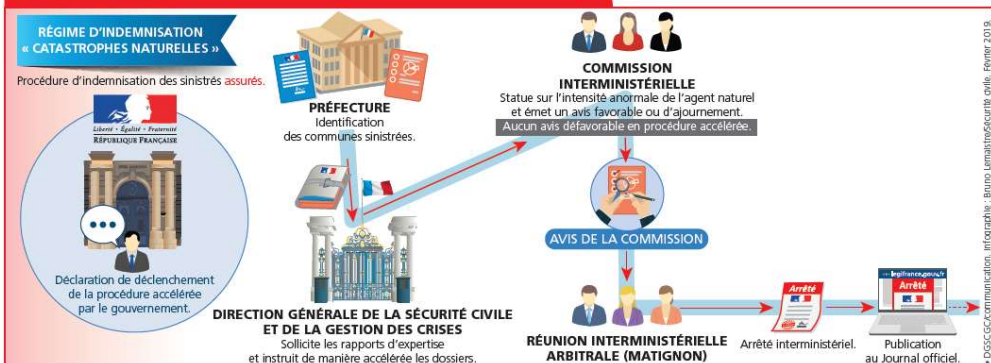 RÉGIME D'INDEMNISATION
« CATASTROPHES NATURELLES »
Procédure d'indemnisation des sinistrés assurés.
Liberté • Égalité • Fraternité
RÉPUBLIQUE FRANÇAISE
Déclaration de déclenchement
de la procédure accélérée
par le gouvernement.
PRÉFECTURE
Identification
des communes sinistrées.
DIRECTION GÉNÉRALE DE LA SÉCURITÉ CIVILE
ET DE LA GESTION DES CRISES
Sollicite les rapports d'expertise
et instruit de manière accélérée les dossiers.
COMMISSION
INTERMINISTÉRIELLE
Statue sur l'intensité anormale de l'agent naturel
et émet un avis favorable ou d'ajournement.
Aucun avis défavorable en procédure accélérée.
AVIS DE LA COMMISSION
RÉUNION INTERMINISTÉRIELLE
ARBITRALE (MATIGNON)
Arrêté
Arrêté interministériel.
legifrance.gouv.fr
Arrêté
Publication
au Journal officiel.
DGSCGC/communication. Infographie : Bruno Lemaistre/Sécurité civile. Février 2019.